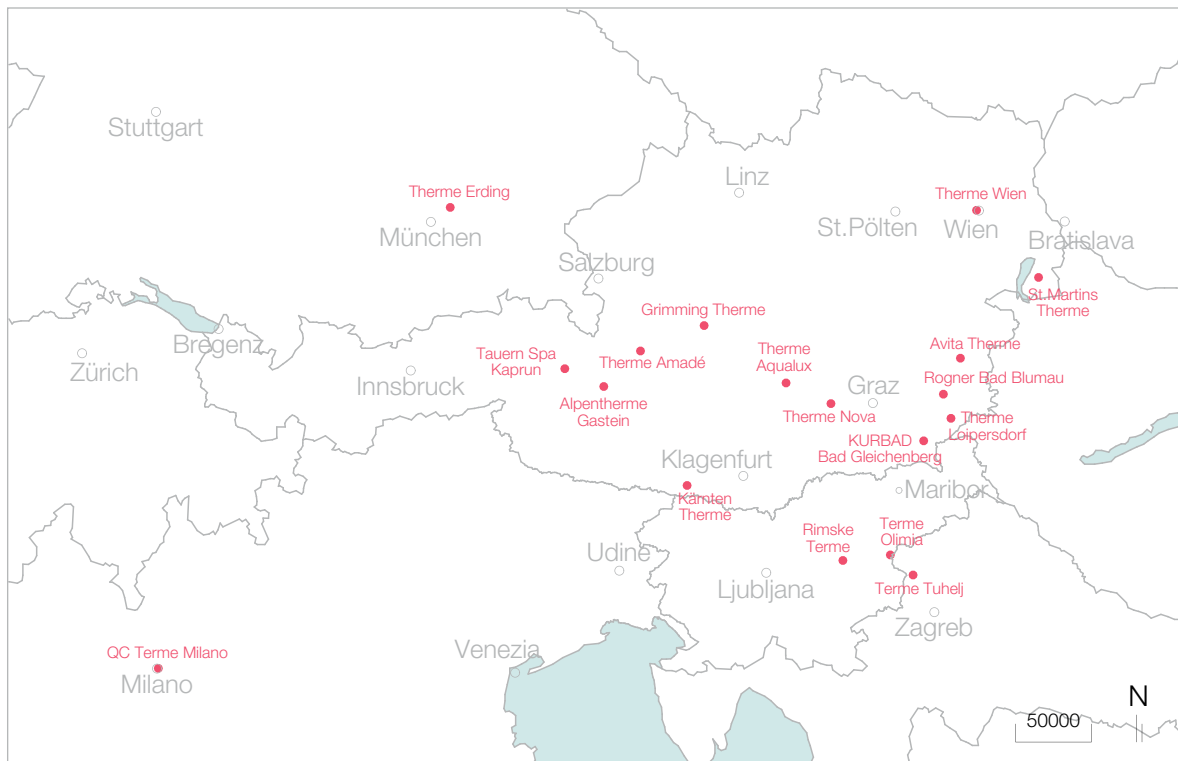 Stuttgart
Therme Erding
München
Linz
Therme Wien
St.Pölten
Wien
Bratislava
Salzburg
St.Martins
Therme
Grimming Therme
Bregenz
Zürich
Innsbruck
Tauern Spa
Kaprun
Therme Amadé
Therme
Aqualux
Avita Therme
Rogner Bad Blumau
Graz
Alpentherme
Gastein
Therme Nova
Therme
Loipersdorf
KURBAD
Bad Gleichenberg
Klagenfurt
Maribor
Kärnten
Therme
Rimske
Terme
Terme
Olimia
Udine
Ljubljana
Terme Tuhelj
Zagreb
QC Terme Milano
Milano
Venezia
N
50000